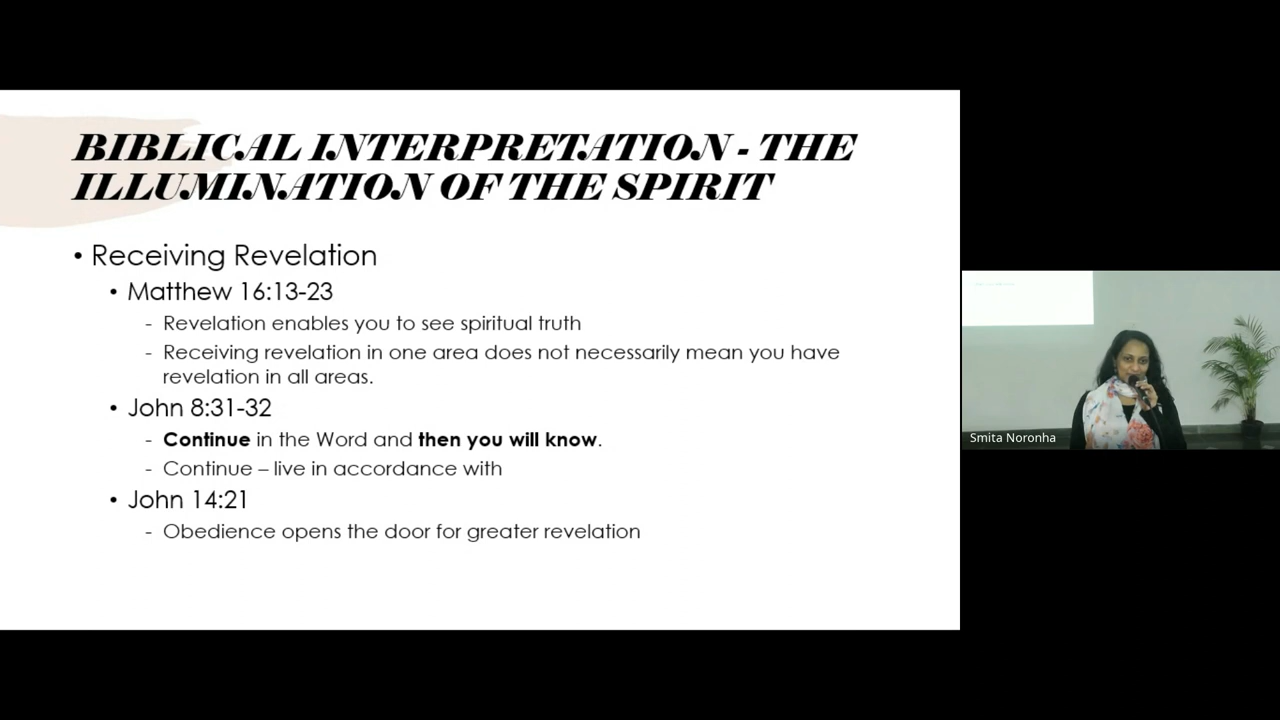 BIBLICAL INTERPRETATION - THE
ILLUMINATION OF THE SPIRIT
• Receiving Revelation
• Matthew 16:13-23
- Revelation enables you to see spiritual truth
- Receiving revelation in one area does not necessarily mean you have
revelation in all areas.
• John 8:31-32
- Continue in the Word and then you will know.
- Continue – live in accordance with
• John 14:21
- Obedience opens the door for greater revelation
Smita Noronha